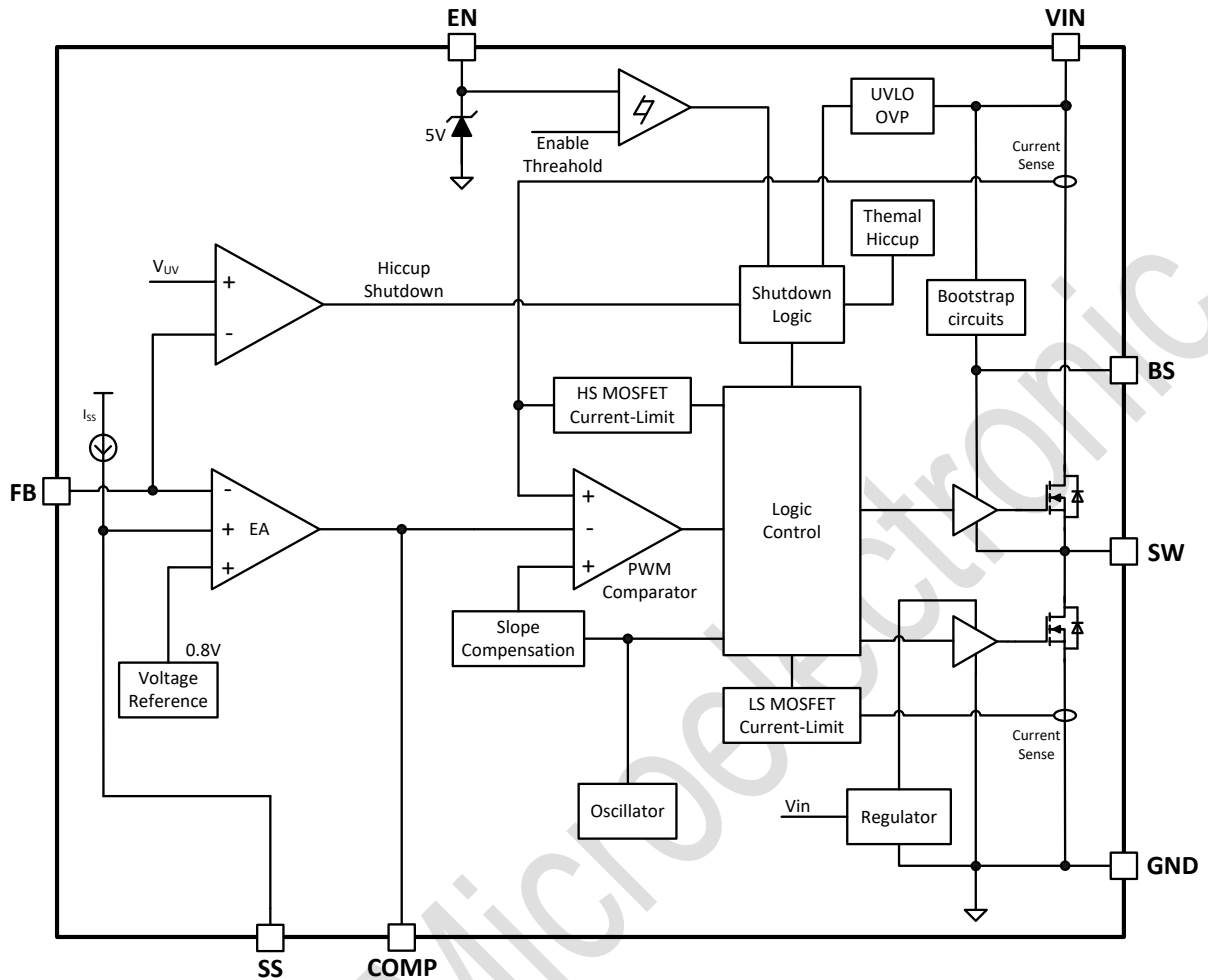 EN
VIN
UVLO
OVP
5V
Enable
Threahold
Current
Sense
Themal
Hiccup
VUV
+
-
Hiccup
Shutdown
Shutdown
Logic
Bootstrap
circuits
BS
ISS
HS MOSFET
Current-Limit
FB
-
+
+
EA
+
-
+
PWM
Comparator
Logic
Control
SW
Slope
Compensation
0.8V
Voltage
Reference
LS MOSFET
Current-Limit
Current
Sense
Oscillator
Vin
Regulator
GND
SS
COMP
Microelectronic